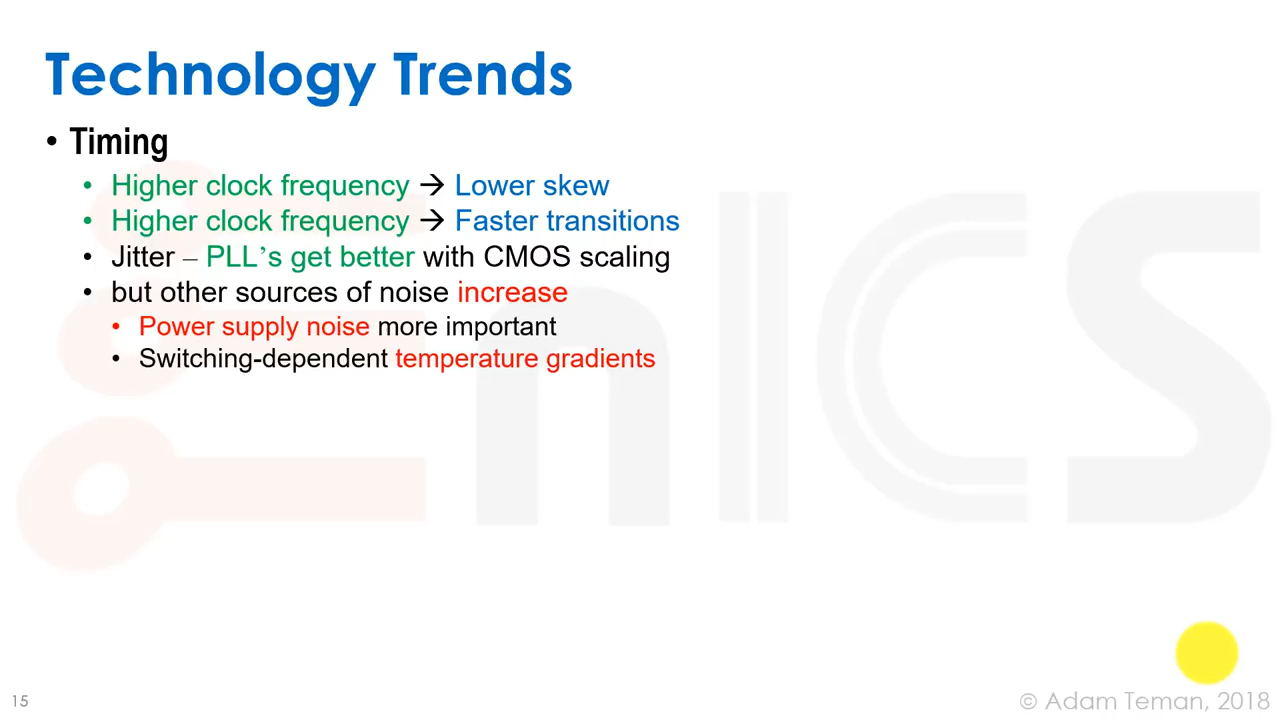 Technology Trends
• Timing
• Higher clock frequency → Lower skew
• Higher clock frequency → Faster transitions
• Jitter – PLL’s get better with CMOS scaling
• but other sources of noise increase
• Power supply noise more important
• Switching-dependent temperature gradients
nICS
15
© Adam Teman, 2018